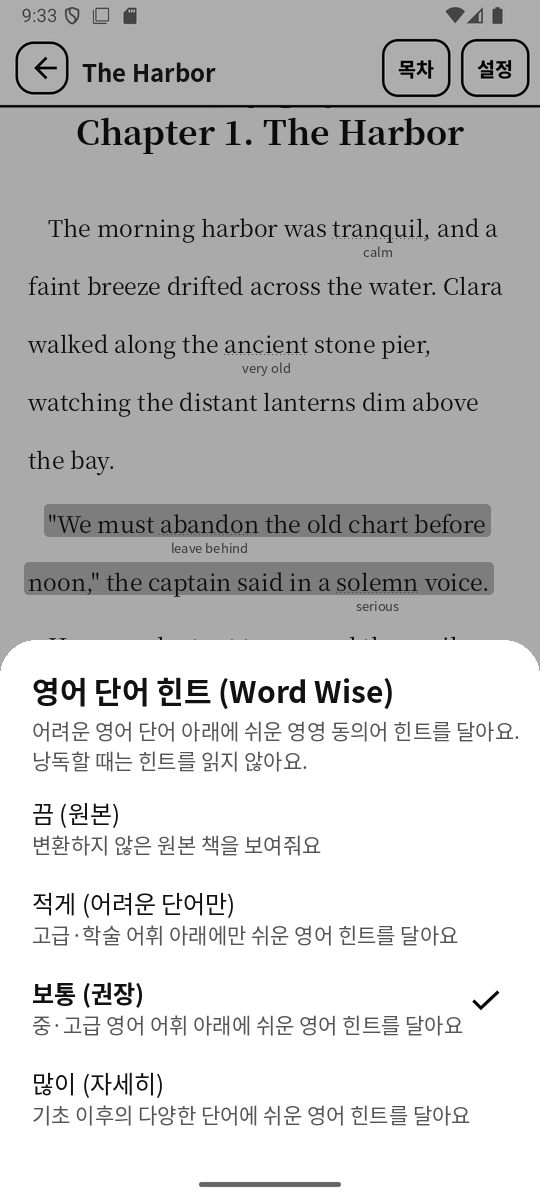 9:33
The Harbor
목차
설정
Chapter 1. The Harbor
The morning harbor was tranquil, and a
calm
faint breeze drifted across the water. Clara
walked along the ancient stone pier,
very old
watching the distant lanterns dim above
the bay.
"We must abandon the old chart before
leave behind
noon," the captain said in a solemn voice.
serious
영어 단어 힌트 (Word Wise)
어려운 영어 단어 아래에 쉬운 영영 동의어 힌트를 달아요.
낭독할 때는 힌트를 읽지 않아요.
끔 (원본)
변환하지 않은 원본 책을 보여줘요
적게 (어려운 단어만)
고급·학술 어휘 아래에만 쉬운 영어 힌트를 달아요
보통 (권장)
중·고급 영어 어휘 아래에 쉬운 영어 힌트를 달아요
많이 (자세히)
기초 이후의 다양한 단어에 쉬운 영어 힌트를 달아요